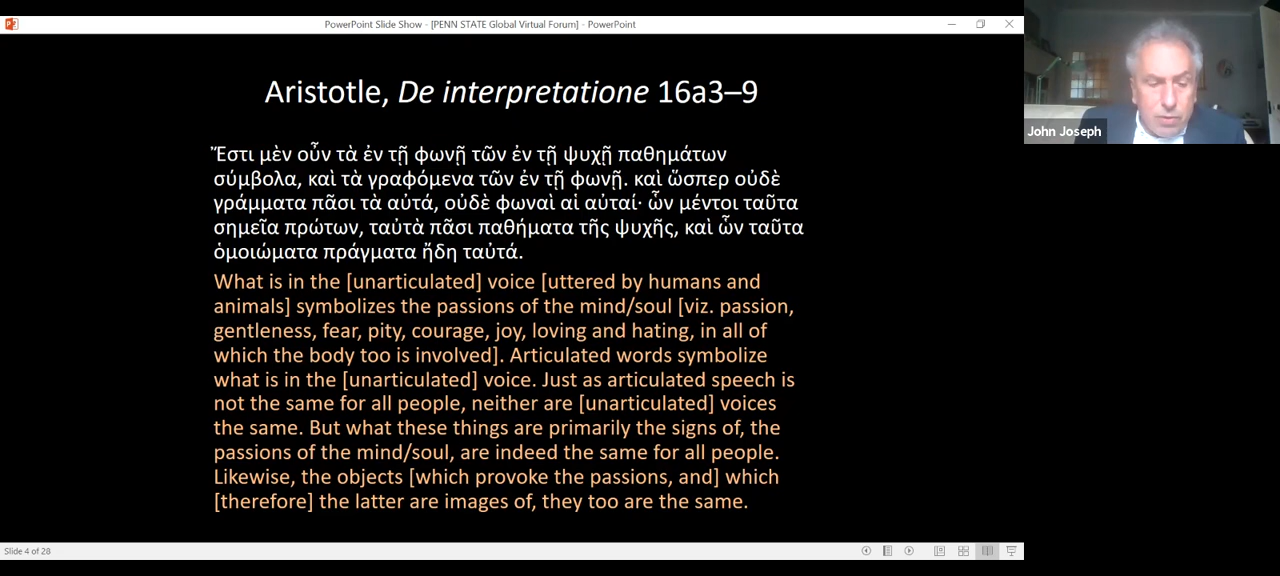 PowerPoint Slide Show - [PENN STATE Global Virtual Forum] - PowerPoint
Aristotle, De interpretatione 16a3–9
Ἔστι μὲν οὖν τὰ ἐν τῇ φωνῇ τῶν ἐν τῇ ψυχῇ παθημάτων
σύμβολα, καὶ τὰ γραφόμενα τῶν ἐν τῇ φωνῇ. καὶ ὥσπερ οὐδὲ
γράμματα πᾶσι τὰ αὐτά, οὐδὲ φωναὶ αἱ αὐταί· ὧν μέντοι ταῦτα
σημεῖα πρώτων, ταὐτὰ πᾶσι παθήματα τῆς ψυχῆς, καὶ ὧν ταῦτα
ὁμοιώματα πράγματα ἤδη ταὐτά.
What is in the [unarticulated] voice [uttered by humans and
animals] symbolizes the passions of the mind/soul [viz. passion,
gentleness, fear, pity, courage, joy, loving and hating, in all of
which the body too is involved]. Articulated words symbolize
what is in the [unarticulated] voice. Just as articulated speech is
not the same for all people, neither are [unarticulated] voices
the same. But what these things are primarily the signs of, the
passions of the mind/soul, are indeed the same for all people.
Likewise, the objects [which provoke the passions, and] which
[therefore] the latter are images of, they too are the same.
John Joseph
Slide 4 of 28